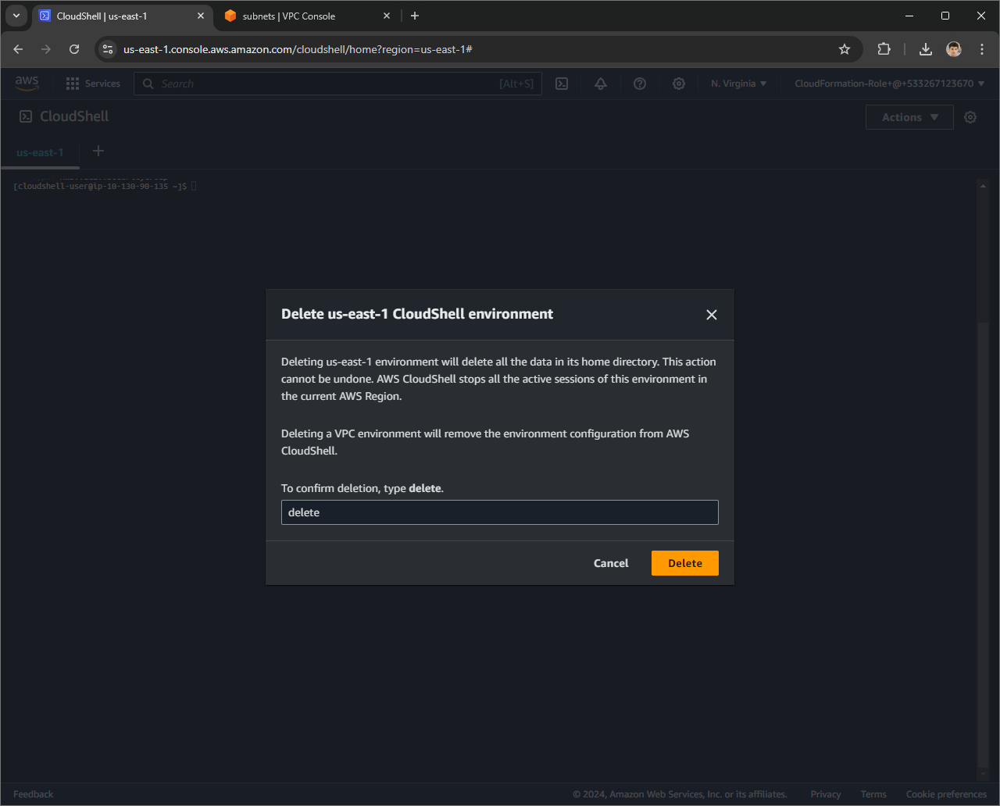 CloudShell | us-east-1
subnets | VPC Console
us-east-1.console.aws.amazon.com/cloudshell/home?region=us-east-1#
aws
Services
Search
[Alt+S]
N. Virginia
CloudFormation-Role+@+533267123670
CloudShell
Actions
us-east-1
[cloudshell-user@ip-10-130-90-135 ~]$
Delete us-east-1 CloudShell environment
Deleting us-east-1 environment will delete all the data in its home directory. This action
cannot be undone. AWS CloudShell stops all the active sessions of this environment in
the current AWS Region.
Deleting a VPC environment will remove the environment configuration from AWS
CloudShell.
To confirm deletion, type delete.
delete
Cancel
Delete
Feedback
© 2024, Amazon Web Services, Inc. or its affiliates.
Privacy
Terms
Cookie preferences